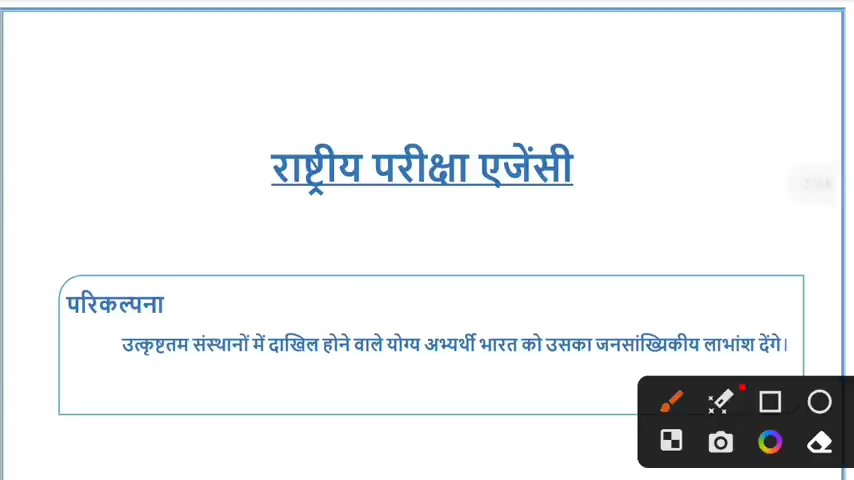 राष्ट्रीय परीक्षा एजेंसी
परिकल्पना
उत्कृष्टतम संस्थानों में दाखिल होने वाले योग्य अभ्यर्थी भारत को उसका जनसांख्यिकीय लाभांश देंगे।